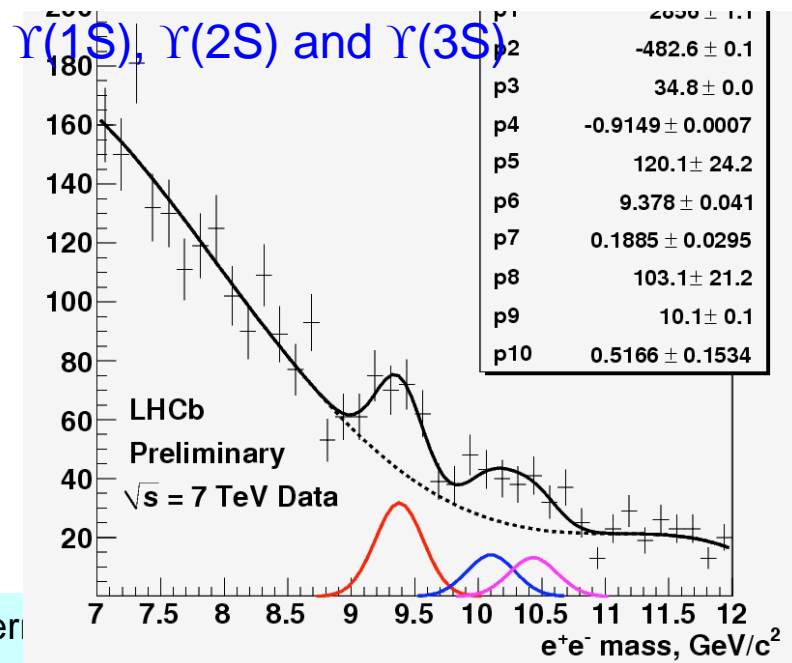 ϒ(1S), ϒ(2S) and ϒ(3S)
p2 -482.6 ± 0.1
p3 34.8 ± 0.0
p4 -0.9149 ± 0.0007
p5 120.1 ± 24.2
p6 9.378 ± 0.041
p7 0.1885 ± 0.0295
p8 103.1 ± 21.2
p9 10.1 ± 0.1
p10 0.5166 ± 0.1534
180
160
140
120
100
80
60
40
20
LHCb
Preliminary
√s = 7 TeV Data
7 7.5 8 8.5 9 9.5 10 10.5 11 11.5 12
e⁺e⁻ mass, GeV/c²